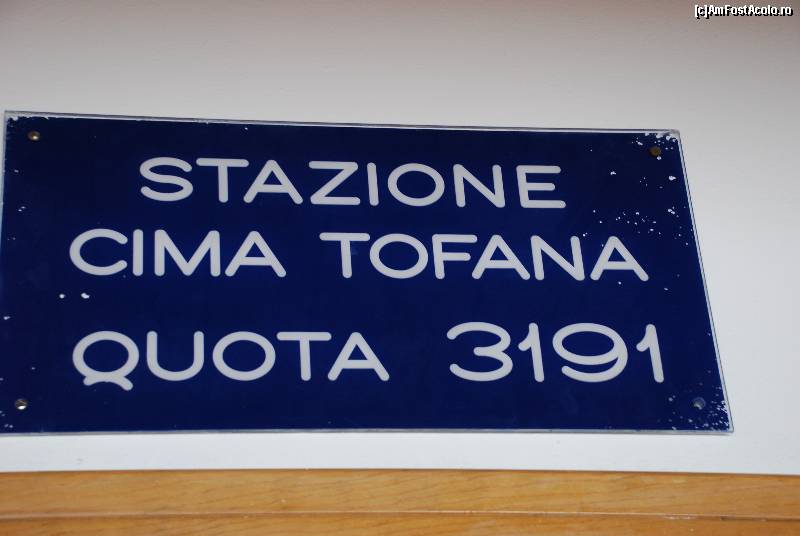 [c]AmFostAcolo.ro
STAZIONE
CIMA TOFANA
QUOTA 3191